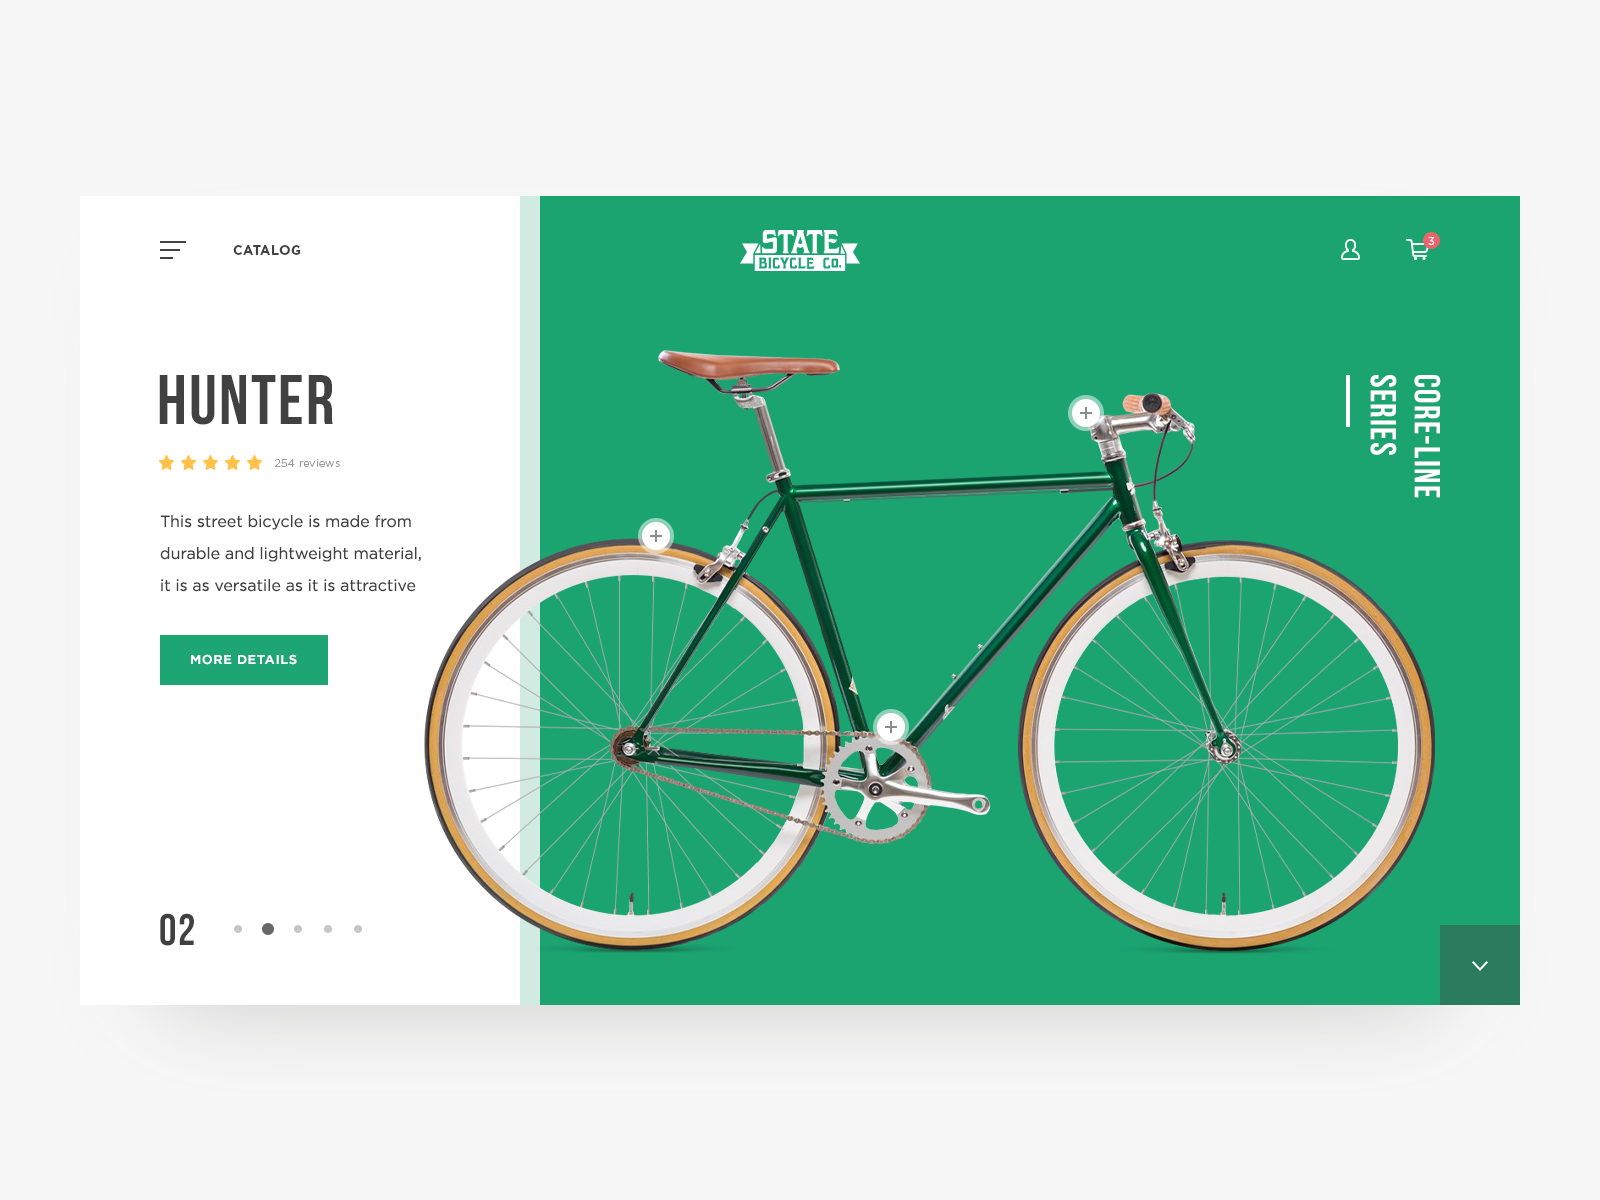 CATALOG
STATE
BICYCLE CO.
3
HUNTER
254 reviews
This street bicycle is made from
durable and lightweight material,
it is as versatile as it is attractive
MORE DETAILS
CORE-LINE
SERIES
02